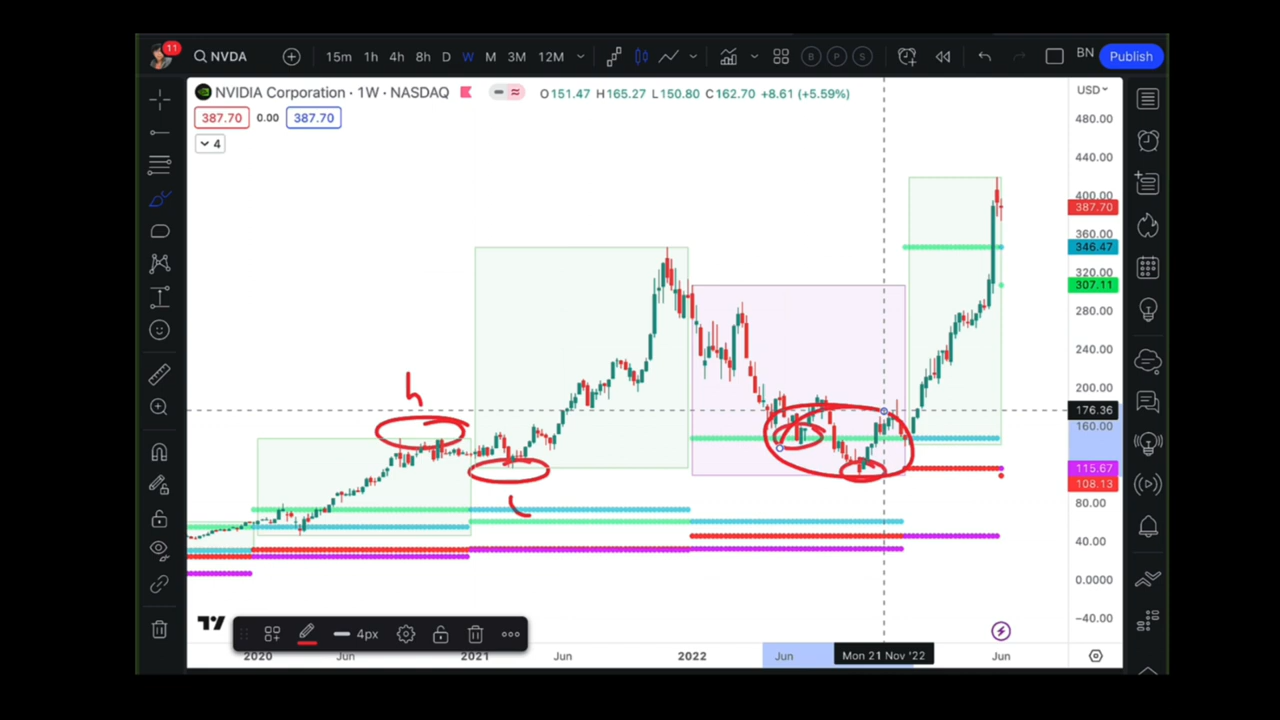 11
NVDA
15m 1h 4h 8h D W M 3M 12M
B P S
BN
Publish
NVIDIA Corporation · 1W · NASDAQ
O151.47 H165.27 L150.80 C162.70 +8.61 (+5.59%)
USD
387.70 0.00 387.70
4
480.00
440.00
400.00
387.70
360.00
346.47
320.00
307.11
280.00
240.00
200.00
176.36
160.00
115.67
108.13
80.00
40.00
0.0000
−40.00
h
4px
2020 Jun 2021 Jun 2022 Jun Mon 21 Nov '22 Jun